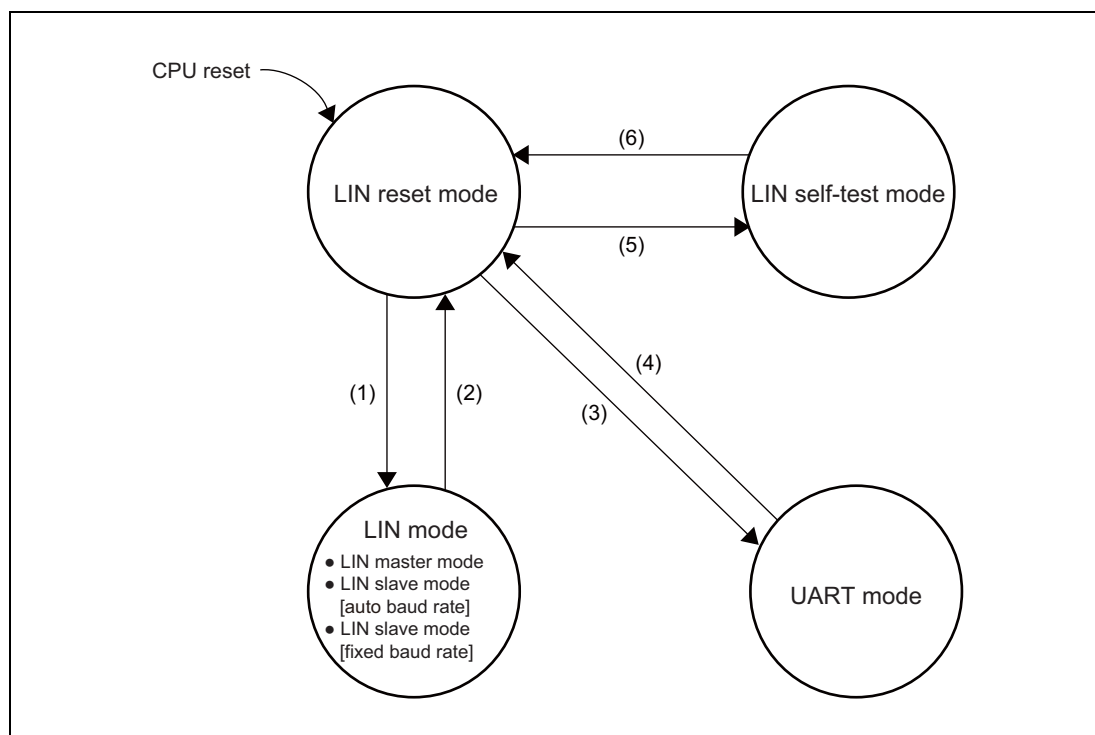 CPU reset
(6)
LIN reset mode
LIN self-test mode
(5)
(4)
(1)
(2)
(3)
LIN mode
● LIN master mode
● LIN slave mode
[auto baud rate]
● LIN slave mode
[fixed baud rate]
UART mode